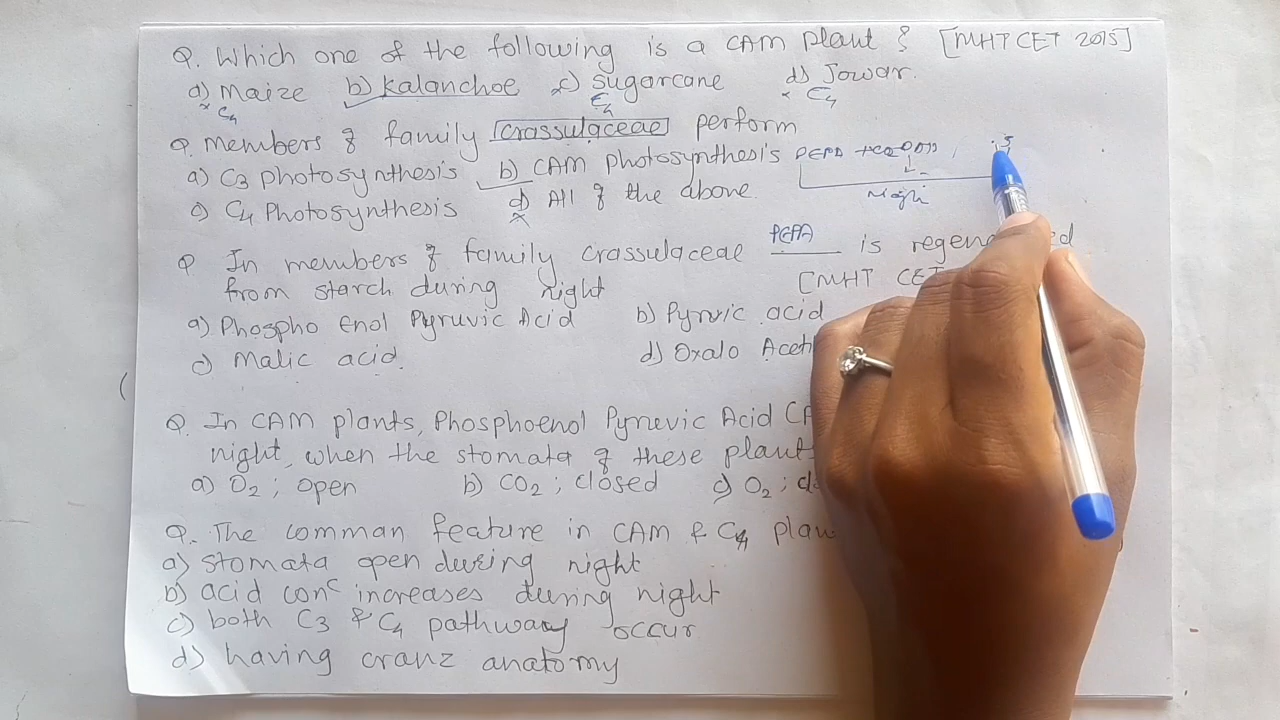 Q. Which one of the following is a CAM plant ? [MHT CET 2015]
a) Maize b) kalanchoe c) sugarcane d) Jowar.
C4 C4 C4
Q. members of family crassulaceae perform
a) C3 photosynthesis b) CAM photosynthesis
c) C4 Photosynthesis d) All of the above.
night
Q In members of family crassulaceae PEPA is
from starch during night [MHT CET
a) Phospho Enol Pyruvic Acid b) Pyruvic acid
c) Malic acid. d) Oxalo
Q. In CAM plants, Phosphoenol Pyruvic Acid
night, when the stomata of these
a) O2 ; open b) CO2 ; closed c) O2 ;
Q. The comman feature in CAM & C4
a) stomata open during night
b) acid conc increases during night
c) both C3 & C4 pathway occur
d) having cranz anatomy